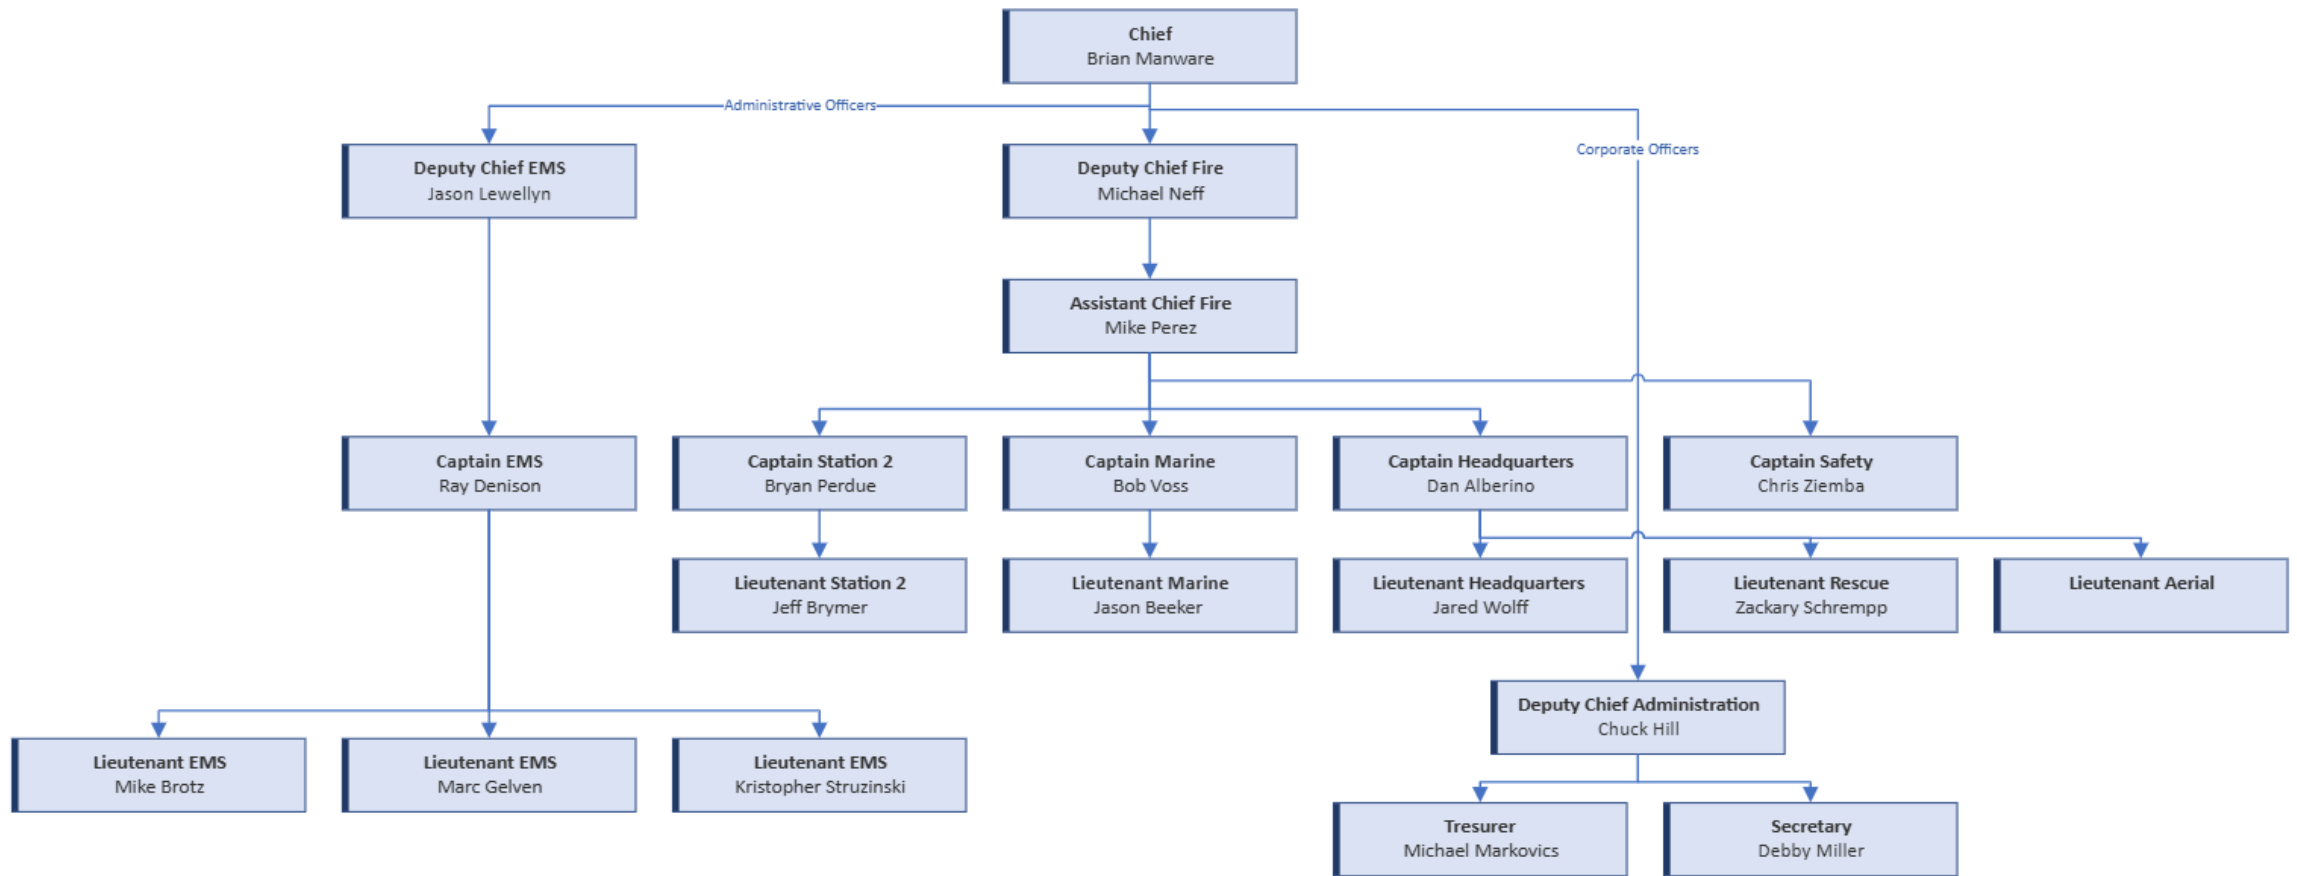 Chief
Brian Manware
Administrative Officers
Corporate Officers
Deputy Chief EMS
Jason Lewellyn
Deputy Chief Fire
Michael Neff
Assistant Chief Fire
Mike Perez
Captain EMS
Ray Denison
Captain Station 2
Bryan Perdue
Captain Marine
Bob Voss
Captain Headquarters
Dan Alberino
Captain Safety
Chris Ziemba
Lieutenant Station 2
Jeff Brymer
Lieutenant Marine
Jason Beeker
Lieutenant Headquarters
Jared Wolff
Lieutenant Rescue
Zackary Schrempp
Lieutenant Aerial
Deputy Chief Administration
Chuck Hill
Lieutenant EMS
Mike Brotz
Lieutenant EMS
Marc Gelven
Lieutenant EMS
Kristopher Struzinski
Tresurer
Michael Markovics
Secretary
Debby Miller